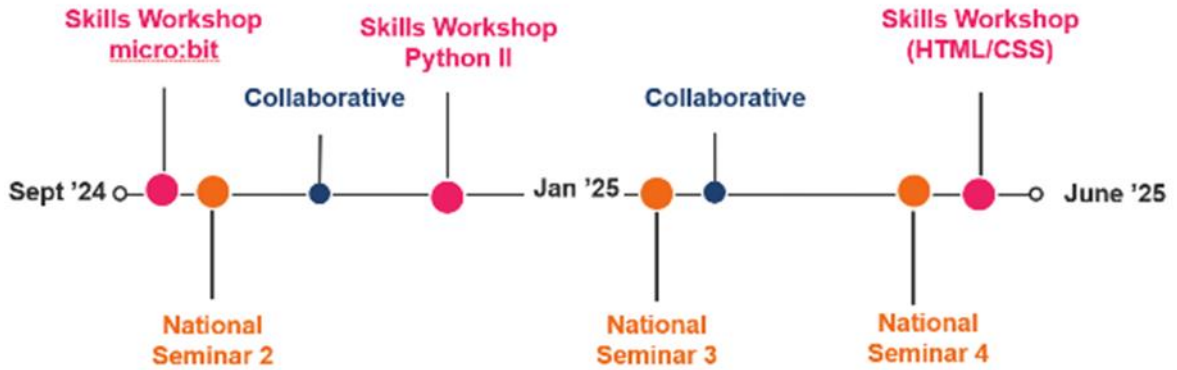 Skills Workshop
micro:bit
Skills Workshop
Python II
Skills Workshop
(HTML/CSS)
Collaborative
Collaborative
Sept ’24
Jan ’25
June ’25
National
Seminar 2
National
Seminar 3
National
Seminar 4